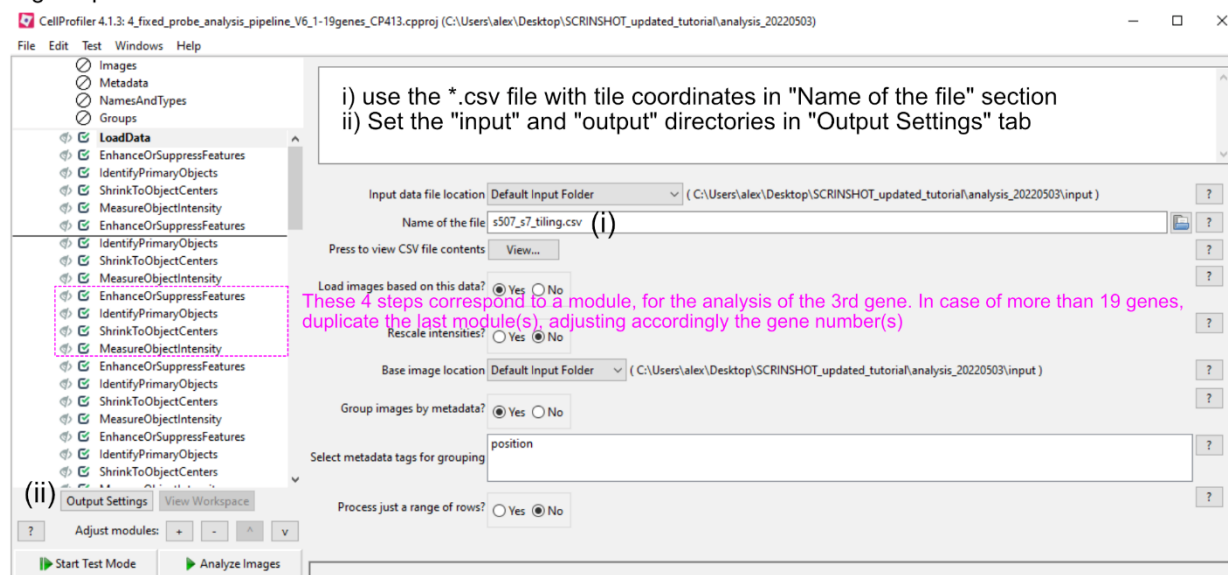 CellProfiler 4.1.3: 4_fixed_probe_analysis_pipeline_V6_1-19genes_CP413.cpproj (C:\Users\alex\Desktop\SCRINSHOT_updated_tutorial\analysis_20220503)
File Edit Test Windows Help
Images
Metadata
NamesAndTypes
Groups
LoadData
EnhanceOrSuppressFeatures
IdentifyPrimaryObjects
ShrinkToObjectCenters
MeasureObjectIntensity
EnhanceOrSuppressFeatures
IdentifyPrimaryObjects
ShrinkToObjectCenters
MeasureObjectIntensity
EnhanceOrSuppressFeatures
IdentifyPrimaryObjects
ShrinkToObjectCenters
MeasureObjectIntensity
EnhanceOrSuppressFeatures
IdentifyPrimaryObjects
ShrinkToObjectCenters
MeasureObjectIntensity
EnhanceOrSuppressFeatures
IdentifyPrimaryObjects
ShrinkToObjectCenters
(ii) Output Settings View Workspace
? Adjust modules: + - ^ v
Start Test Mode Analyze Images
i) use the *.csv file with tile coordinates in "Name of the file" section
ii) Set the "input" and "output" directories in "Output Settings" tab
Input data file location Default Input Folder ( C:\Users\alex\Desktop\SCRINSHOT_updated_tutorial\analysis_20220503\input ) ?
Name of the file s507_s7_tiling.csv (i) ?
Press to view CSV file contents View... ?
Load images based on this data? Yes No ?
These 4 steps correspond to a module, for the analysis of the 3rd gene. In case of more than 19 genes,
duplicate the last module(s), adjusting accordingly the gene number(s)
Rescale intensities? Yes No ?
Base image location Default Input Folder ( C:\Users\alex\Desktop\SCRINSHOT_updated_tutorial\analysis_20220503\input ) ?
Group images by metadata? Yes No ?
Select metadata tags for grouping position ?
Process just a range of rows? Yes No ?